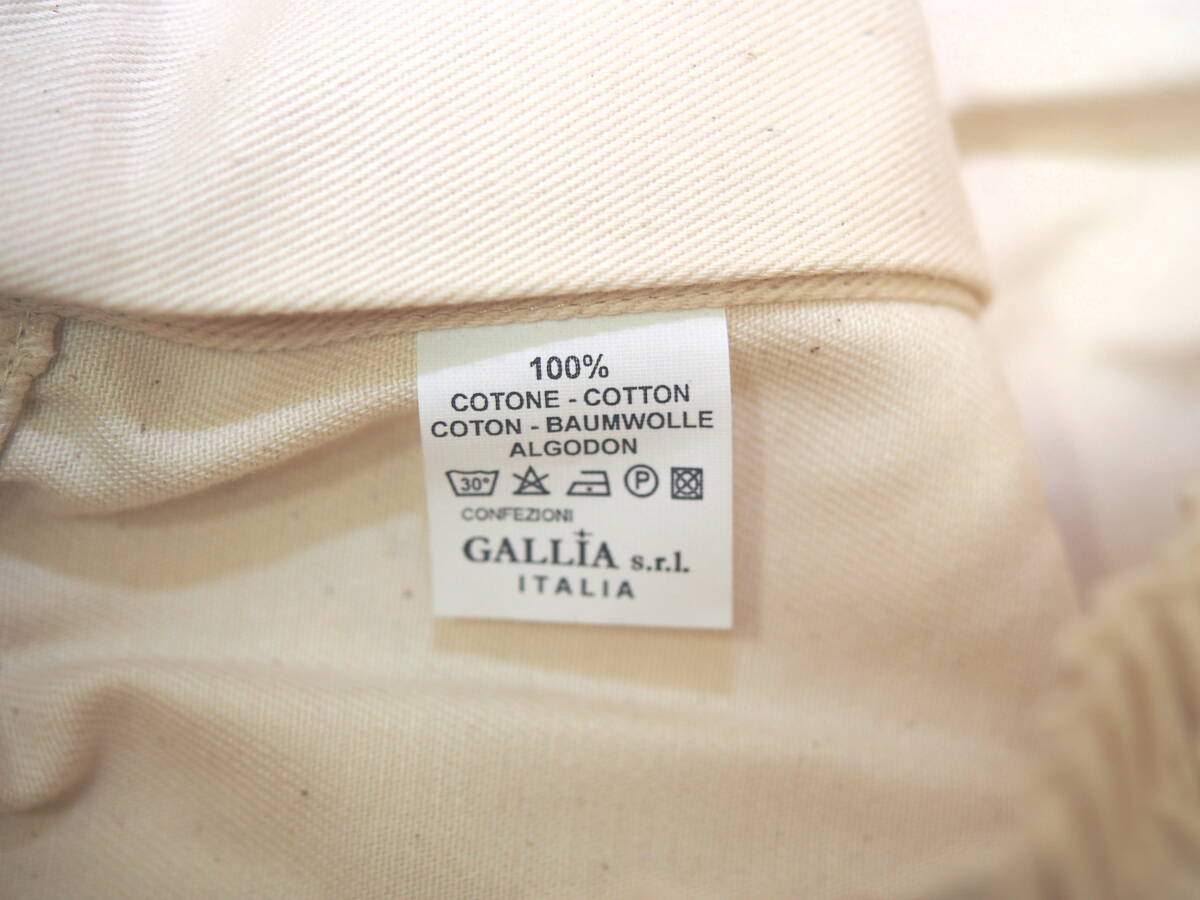 100%
COTONE - COTTON
COTON - BAUMWOLLE
ALGODON
30° P
CONFEZIONI
GALLIA s.r.l.
ITALIA